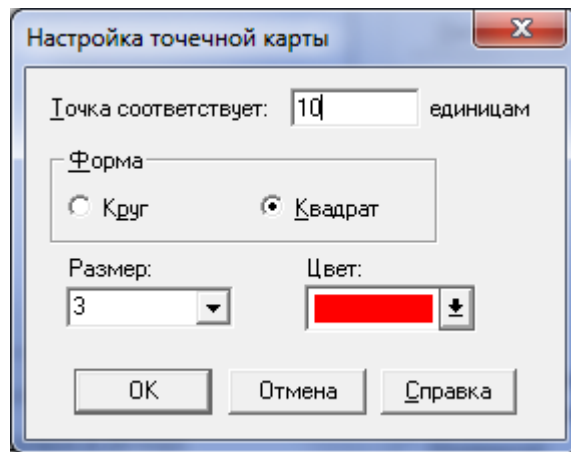 Настройка точечной карты
Точка соответствует: 10 единицам
Форма
Круг Квадрат
Размер: Цвет:
3
OK Отмена Справка